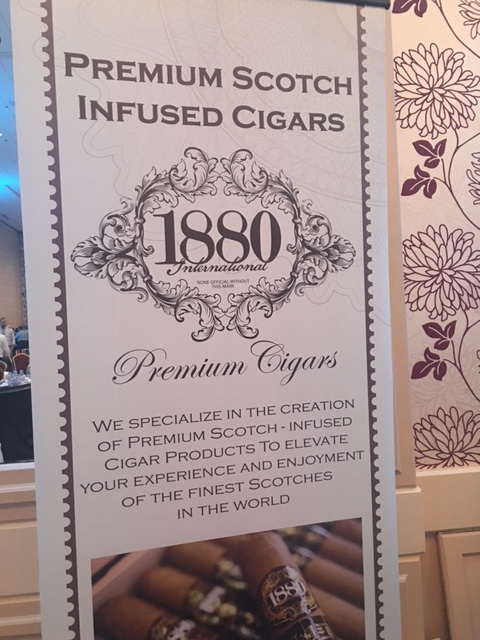 PREMIUM SCOTCH
INFUSED CIGARS
1880
International
NONE OFFICIAL WITHOUT
THIS MARK
Premium Cigars
WE SPECIALIZE IN THE CREATION
OF PREMIUM SCOTCH - INFUSED
CIGAR PRODUCTS TO ELEVATE
YOUR EXPERIENCE AND ENJOYMENT
OF THE FINEST SCOTCHES
IN THE WORLD
1880